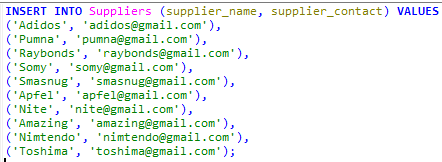 INSERT INTO Suppliers (supplier_name, supplier_contact) VALUES
('Adidos', 'adidos@gmail.com'),
('Pumna', 'pumna@gmail.com'),
('Raybonds', 'raybonds@gmail.com'),
('Somy', 'somy@gmail.com'),
('Smasnug', 'smasnug@gmail.com'),
('Apfel', 'apfel@gmail.com'),
('Nite', 'nite@gmail.com'),
('Amazing', 'amazing@gmail.com'),
('Nimtendo', 'nimtendo@gmail.com'),
('Toshima', 'toshima@gmail.com');